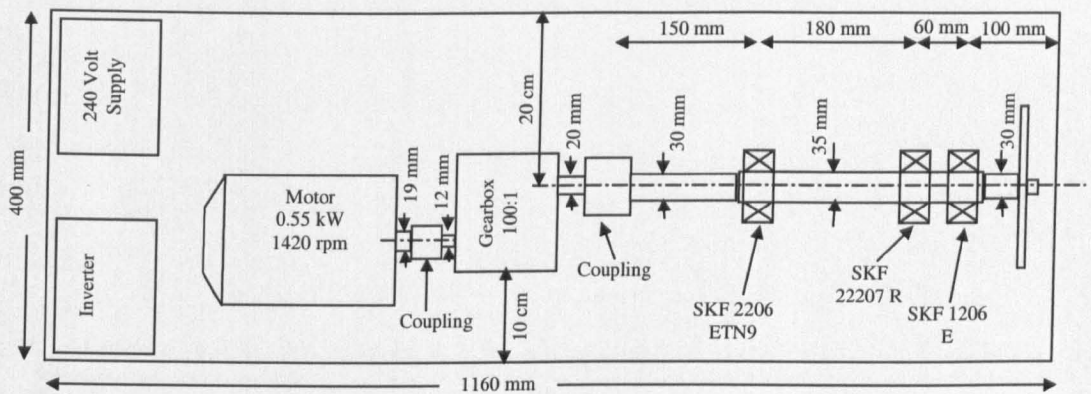 150 mm
180 mm
60 mm
100 mm
400 mm
240 Volt
Supply
20 cm
20 mm
30 mm
35 mm
30 mm
Motor
0.55 kW
1420 rpm
19 mm
12 mm
Gearbox
100:1
Inverter
Coupling
Coupling
10 cm
SKF 2206
ETN9
SKF
22207 R
SKF 1206
E
1160 mm